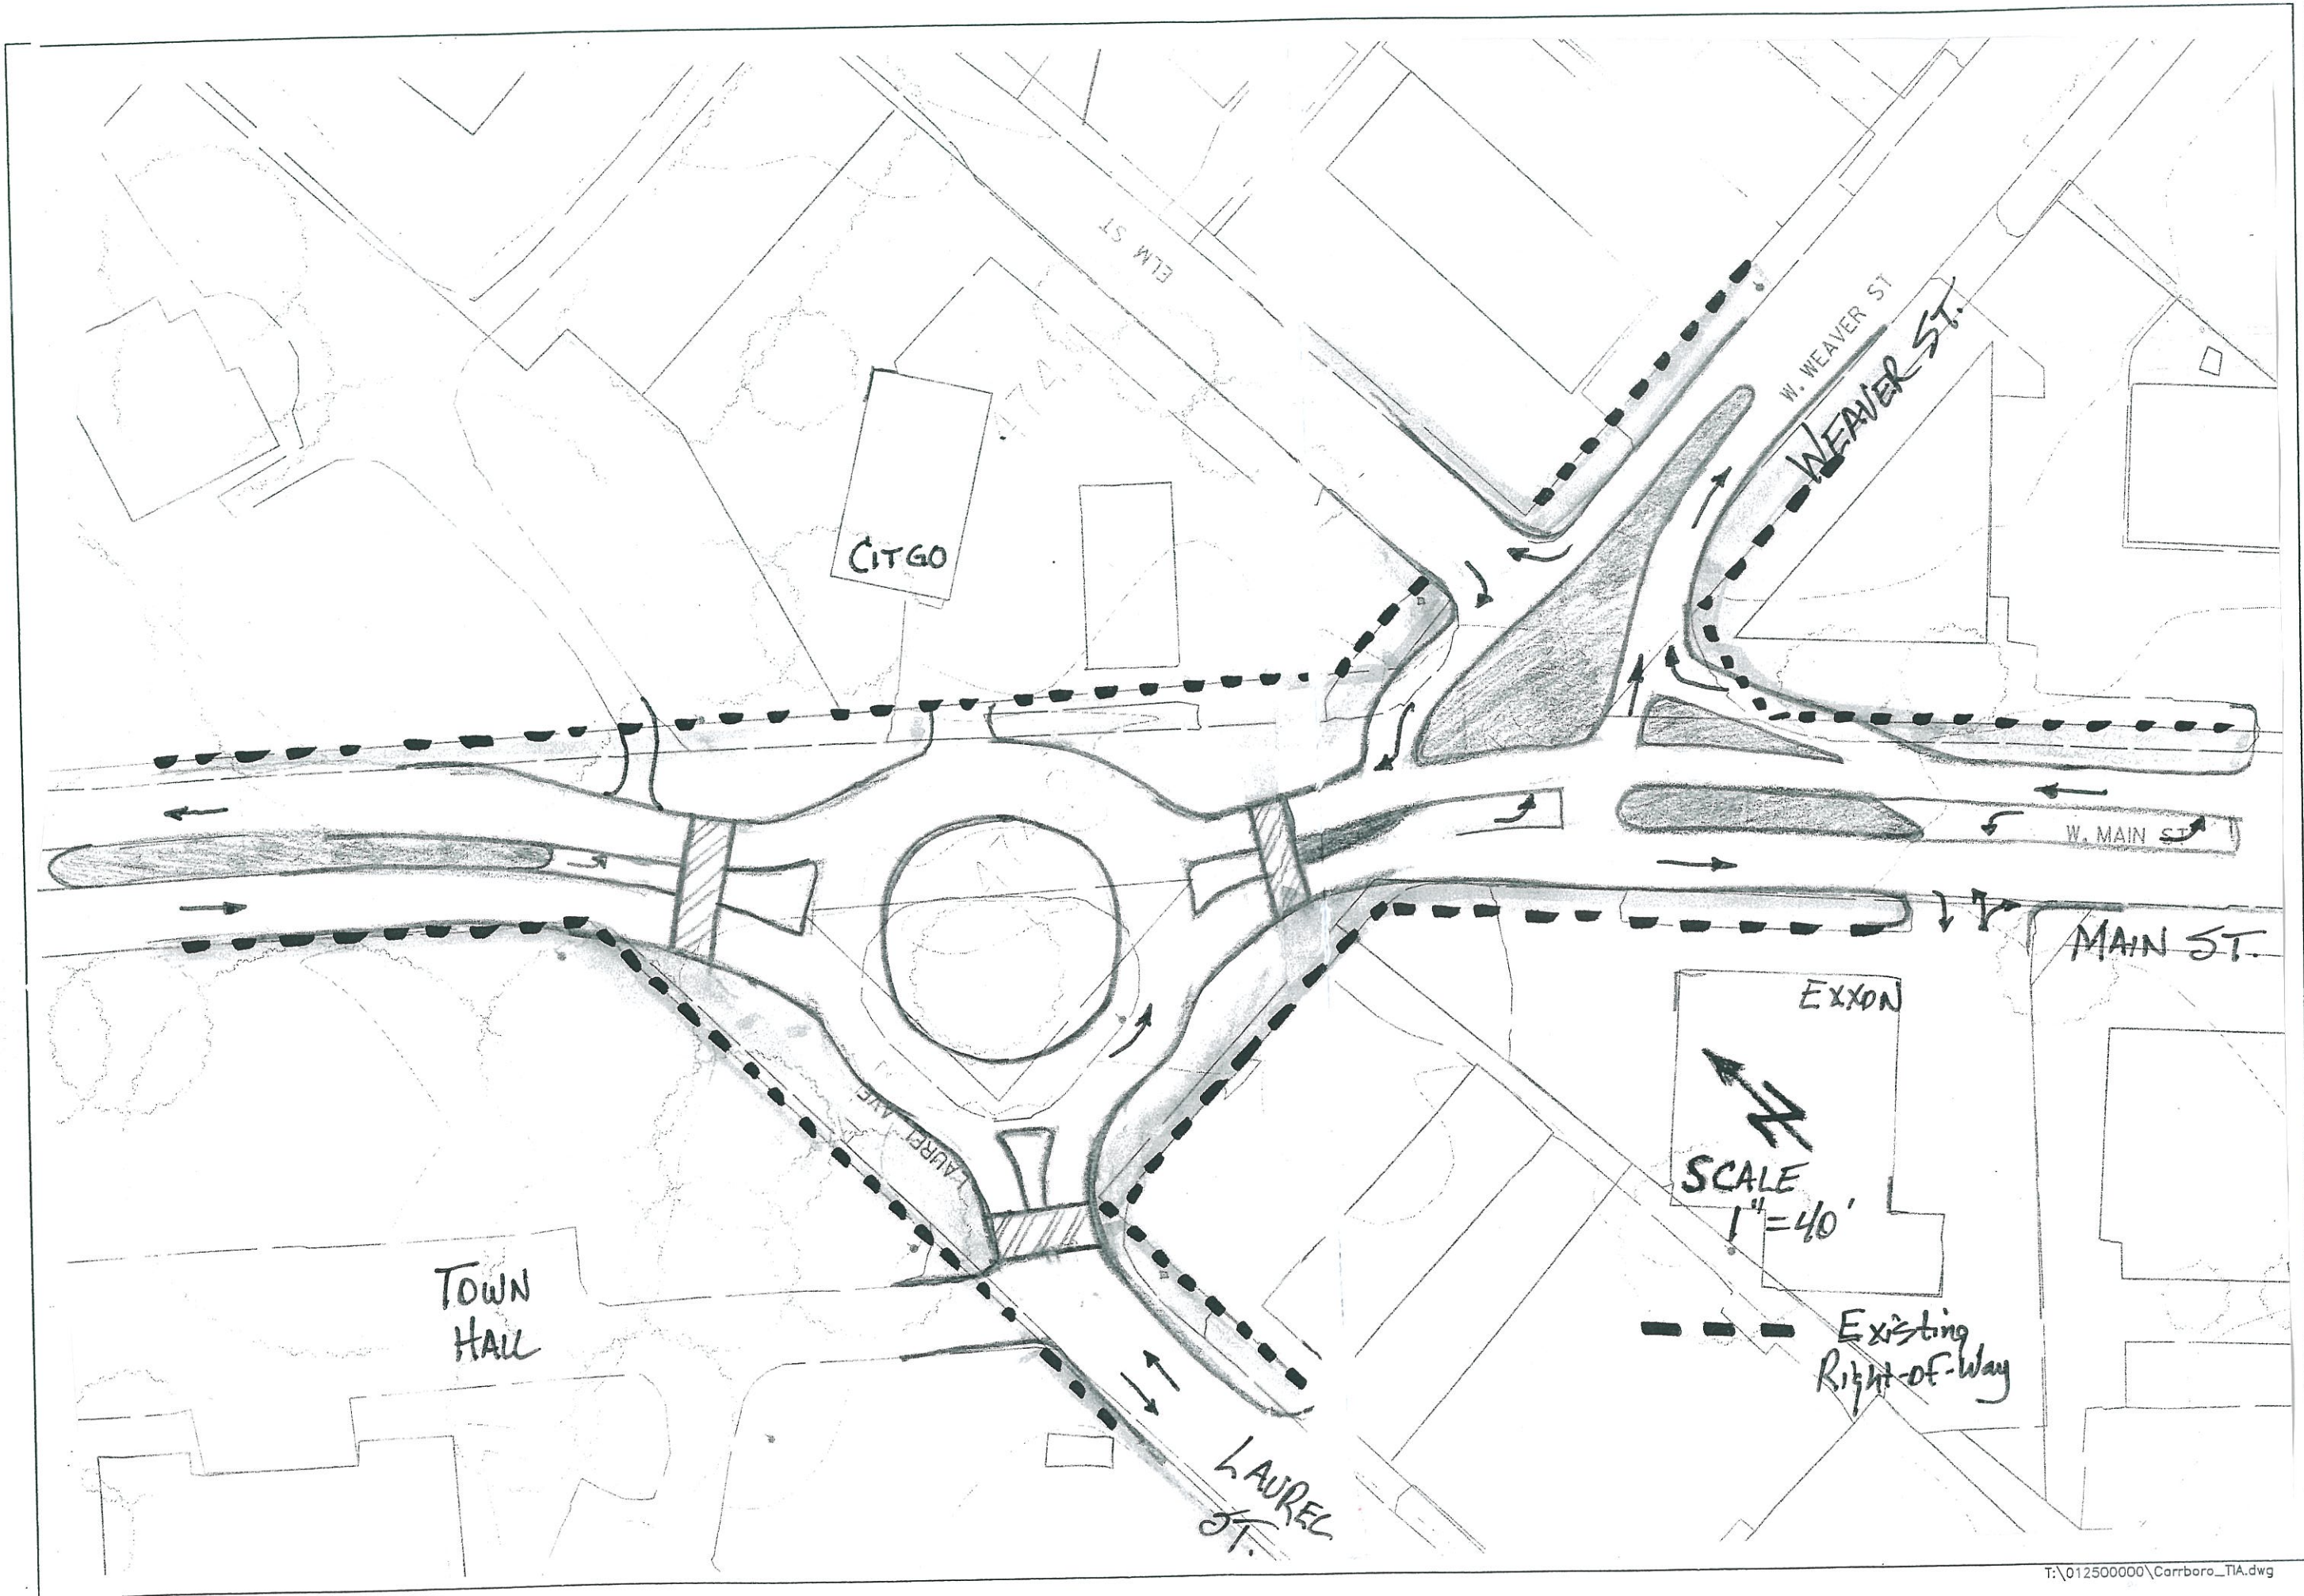 ELM ST
W. WEAVER ST
WEAVER ST.
CITGO
W. MAIN ST
MAIN ST.
EXXON
N
SCALE
1"=40'
LAUREL AVE
TOWN
HALL
Existing
Right-of-Way
LAUREL
ST.
T:\012500000\Carrboro_TIA.dwg